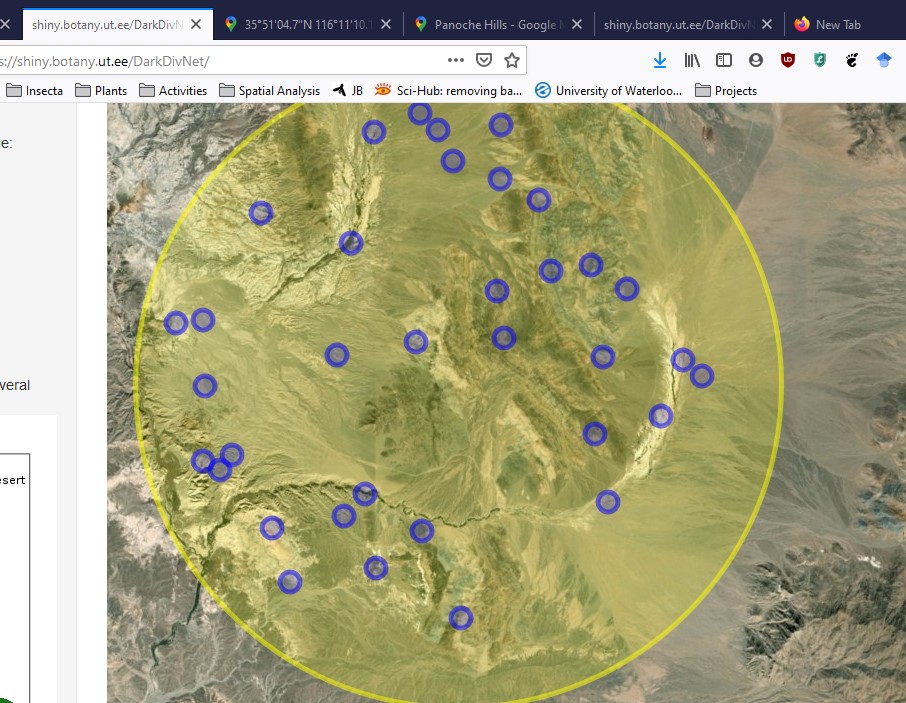 shiny.botany.ut.ee/DarkDivN
35°51'04.7"N 116°11'10.1
Panoche Hills - Google M
shiny.botany.ut.ee/DarkDivN
New Tab
s://shiny.botany.ut.ee/DarkDivNet/
Insecta
Plants
Activities
Spatial Analysis
JB
Sci-Hub: removing ba...
University of Waterloo...
Projects
e:
veral
esert